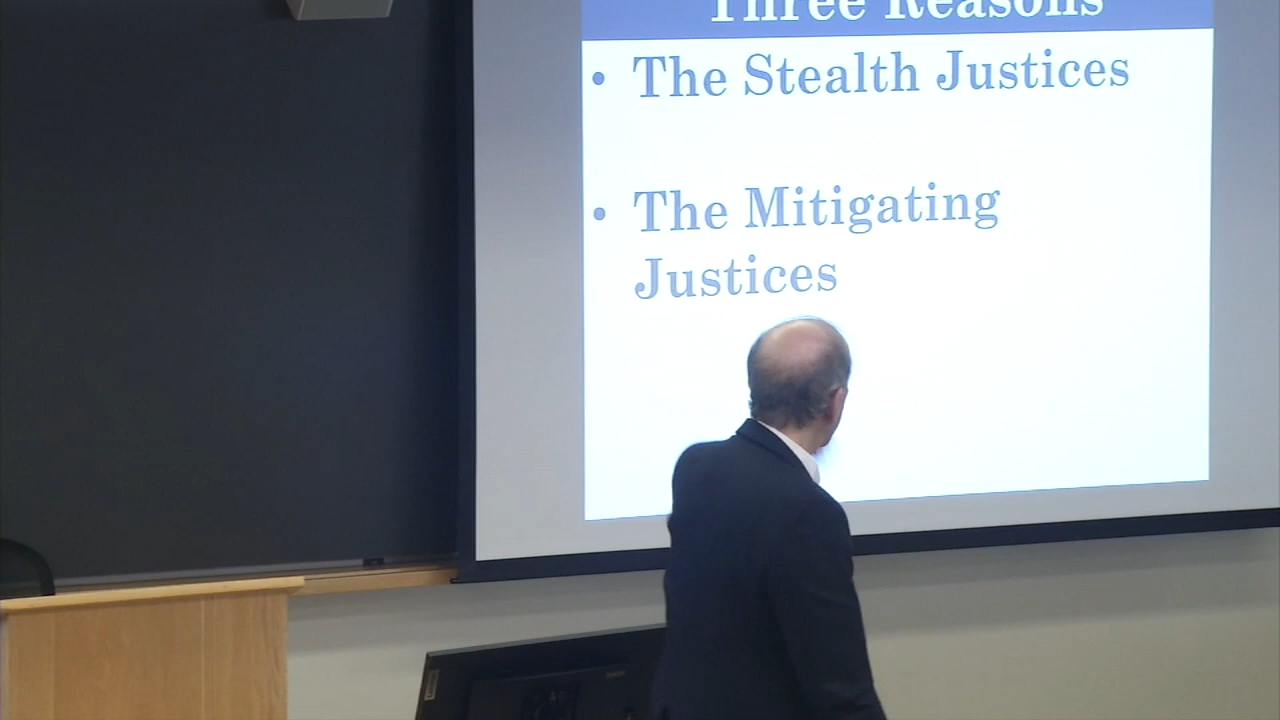 Three Reasons
• The Stealth Justices
• The Mitigating
Justices